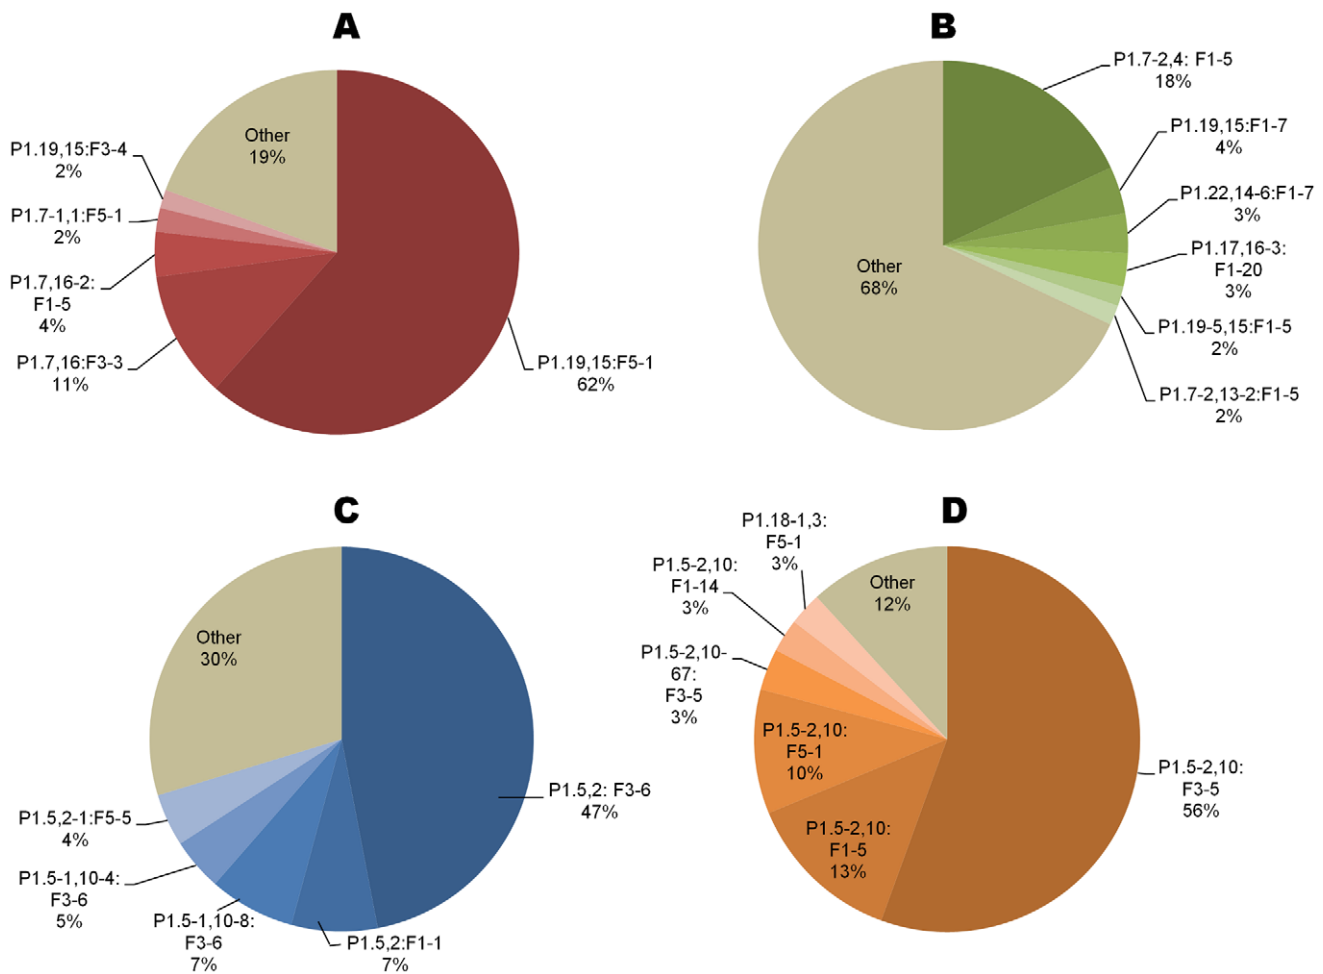 A
Other
19%
P1.19,15:F3-4
2%
P1.7-1,1:F5-1
2%
P1.7,16-2:
F1-5
4%
P1.7,16:F3-3
11%
P1.19,15:F5-1
62%
B
P1.7-2,4: F1-5
18%
P1.19,15:F1-7
4%
P1.22,14-6:F1-7
3%
P1.17,16-3:
F1-20
3%
P1.19-5,15:F1-5
2%
P1.7-2,13-2:F1-5
2%
Other
68%
C
Other
30%
P1.5,2: F3-6
47%
P1.5,2-1:F5-5
4%
P1.5-1,10-4:
F3-6
5%
P1.5-1,10-8:
F3-6
7%
P1.5,2:F1-1
7%
D
P1.18-1,3:
F5-1
3%
P1.5-2,10:
F1-14
3%
P1.5-2,10-
67:
F3-5
3%
Other
12%
P1.5-2,10:
F5-1
10%
P1.5-2,10:
F1-5
13%
P1.5-2,10:
F3-5
56%